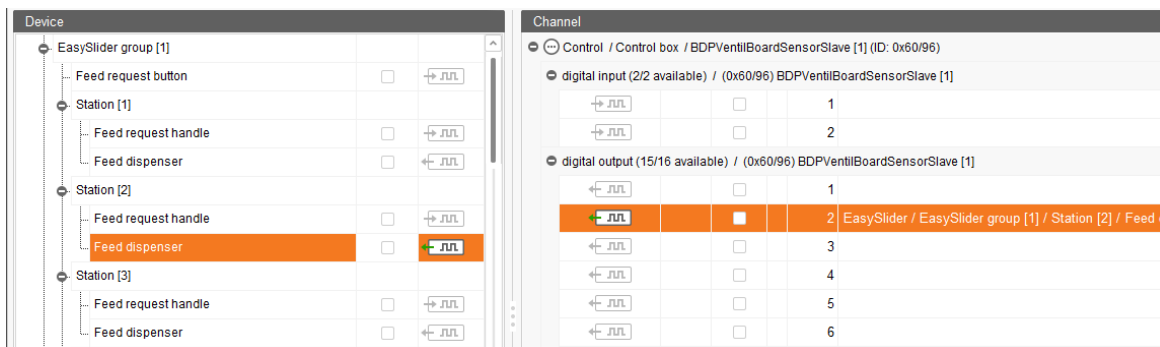 Device
EasySlider group [1]
Feed request button
Station [1]
Feed request handle
Feed dispenser
Station [2]
Feed request handle
Feed dispenser
Station [3]
Feed request handle
Feed dispenser
Channel
Control / Control box / BDPVentilBoardSensorSlave [1] (ID: 0x60/96)
digital input (2/2 available) / (0x60/96) BDPVentilBoardSensorSlave [1]
1
2
digital output (15/16 available) / (0x60/96) BDPVentilBoardSensorSlave [1]
1
2 EasySlider / EasySlider group [1] / Station [2] / Feed
3
4
5
6